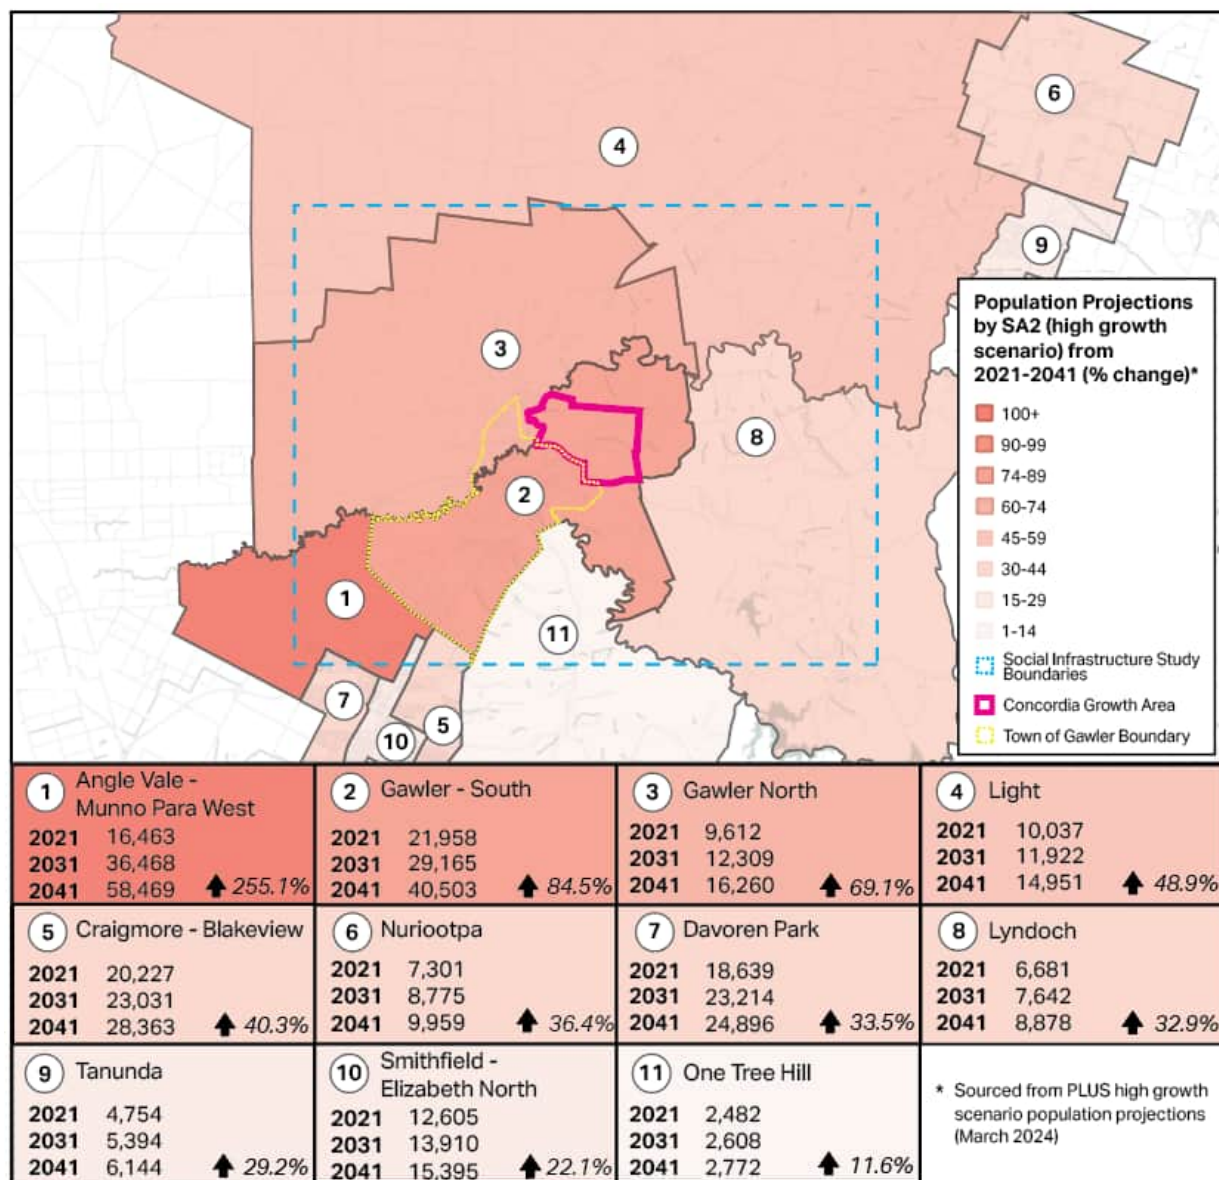 4
6
9
3
8
2
1
11
7
5
10
Population Projections
by SA2 (high growth
scenario) from
2021-2041 (% change)*
100+
90-99
74-89
60-74
45-59
30-44
15-29
1-14
Social Infrastructure Study
Boundaries
Concordia Growth Area
Town of Gawler Boundary
1 Angle Vale -
Munno Para West
2021 16,463
2031 36,468
2041 58,469 255.1%
2 Gawler - South
2021 21,958
2031 29,165
2041 40,503 84.5%
3 Gawler North
2021 9,612
2031 12,309
2041 16,260 69.1%
4 Light
2021 10,037
2031 11,922
2041 14,951 48.9%
5 Craigmore - Blakeview
2021 20,227
2031 23,031
2041 28,363 40.3%
6 Nuriootpa
2021 7,301
2031 8,775
2041 9,959 36.4%
7 Davoren Park
2021 18,639
2031 23,214
2041 24,896 33.5%
8 Lyndoch
2021 6,681
2031 7,642
2041 8,878 32.9%
9 Tanunda
2021 4,754
2031 5,394
2041 6,144 29.2%
10 Smithfield -
Elizabeth North
2021 12,605
2031 13,910
2041 15,395 22.1%
11 One Tree Hill
2021 2,482
2031 2,608
2041 2,772 11.6%
* Sourced from PLUS high growth
scenario population projections
(March 2024)